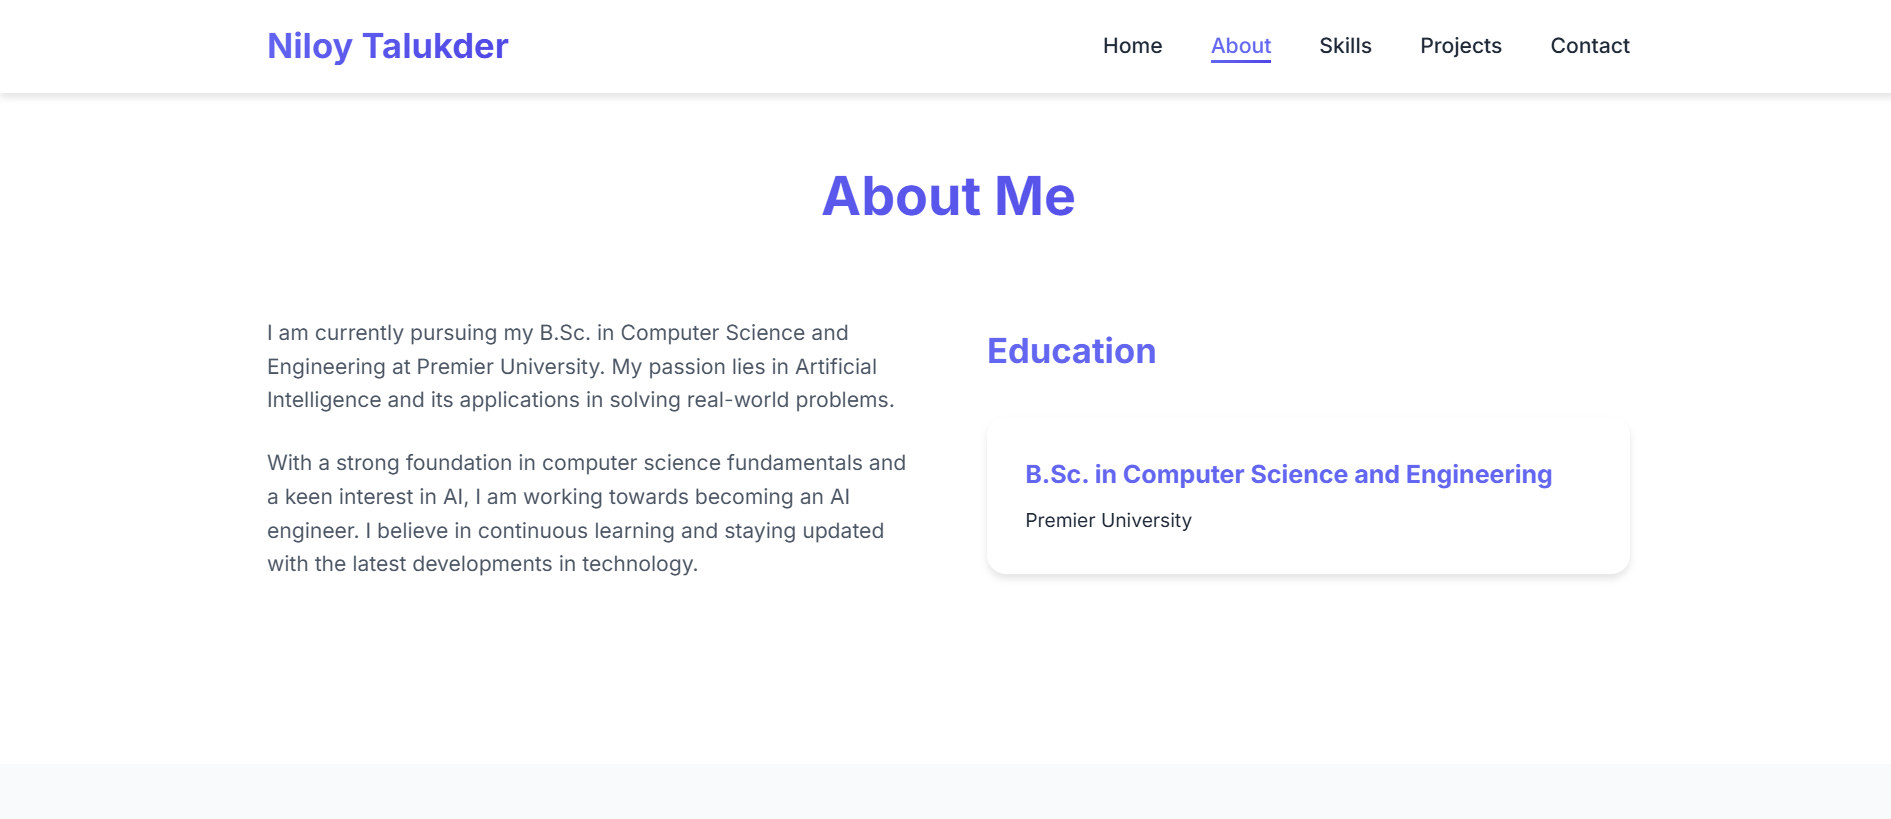 Niloy Talukder
Home About Skills Projects Contact
About Me
I am currently pursuing my B.Sc. in Computer Science and
Engineering at Premier University. My passion lies in Artificial
Intelligence and its applications in solving real-world problems.
With a strong foundation in computer science fundamentals and
a keen interest in AI, I am working towards becoming an AI
engineer. I believe in continuous learning and staying updated
with the latest developments in technology.
Education
B.Sc. in Computer Science and Engineering
Premier University